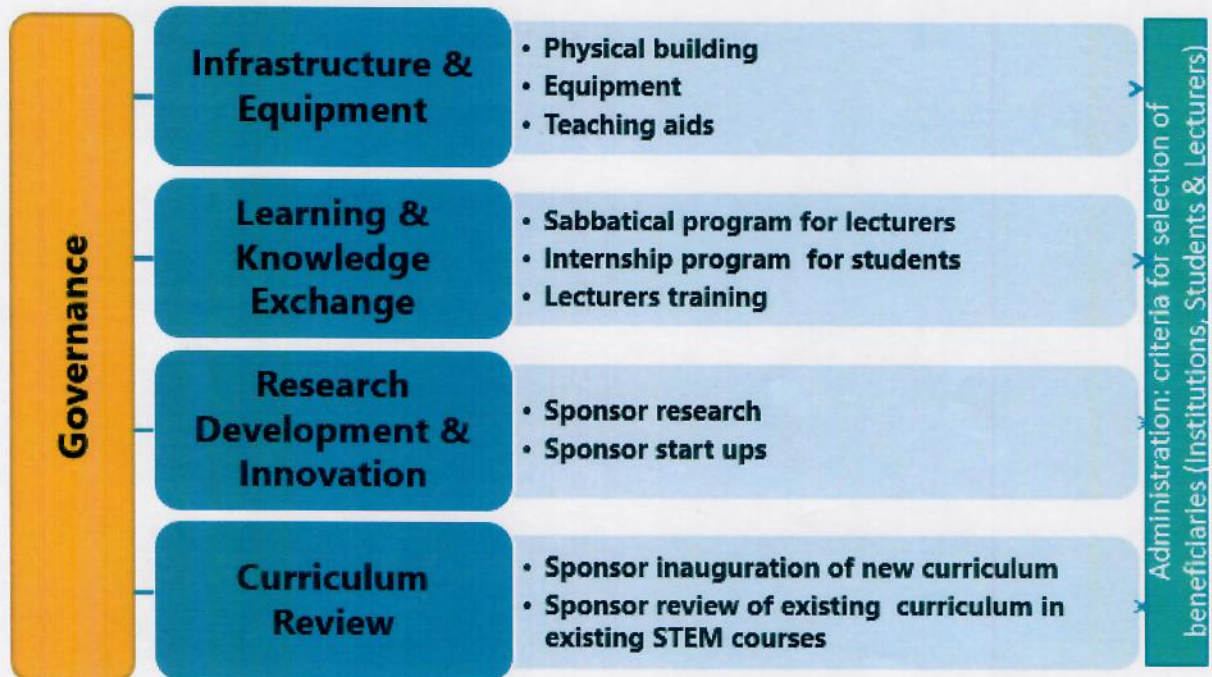 Governance
Infrastructure &
Equipment
• Physical building
• Equipment
• Teaching aids
Learning &
Knowledge
Exchange
• Sabbatical program for lecturers
• Internship program for students
• Lecturers training
Research
Development &
Innovation
• Sponsor research
• Sponsor start ups
Curriculum
Review
• Sponsor inauguration of new curriculum
• Sponsor review of existing curriculum in
existing STEM courses
Administration: criteria for selection of
beneficiaries (Institutions, Students & Lecturers)